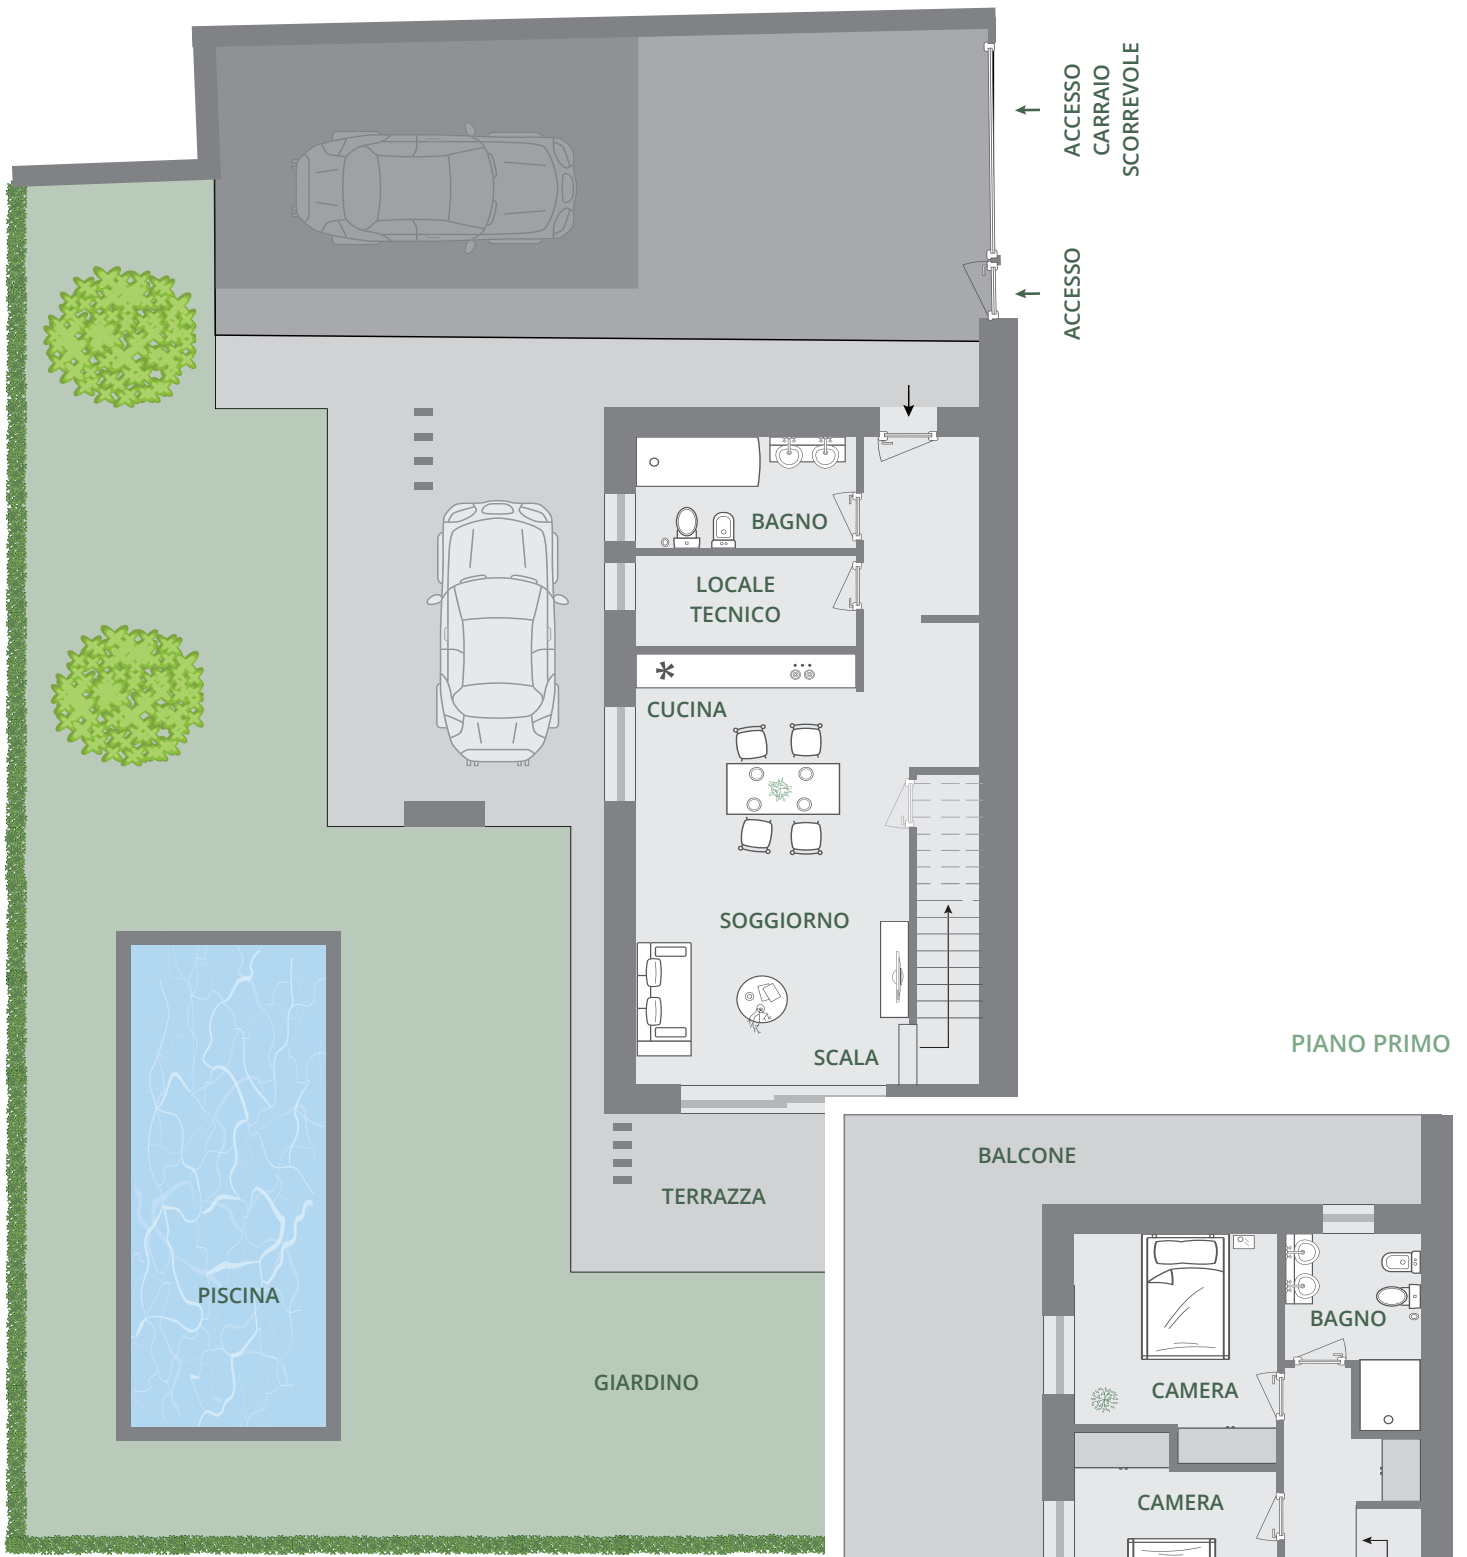 ACCESSO
CARRAIO
SCORREVOLE
ACCESSO
BAGNO
LOCALE
TECNICO
CUCINA
SOGGIORNO
SCALA
TERRAZZA
PISCINA
GIARDINO
PIANO PRIMO
BALCONE
BAGNO
CAMERA
CAMERA